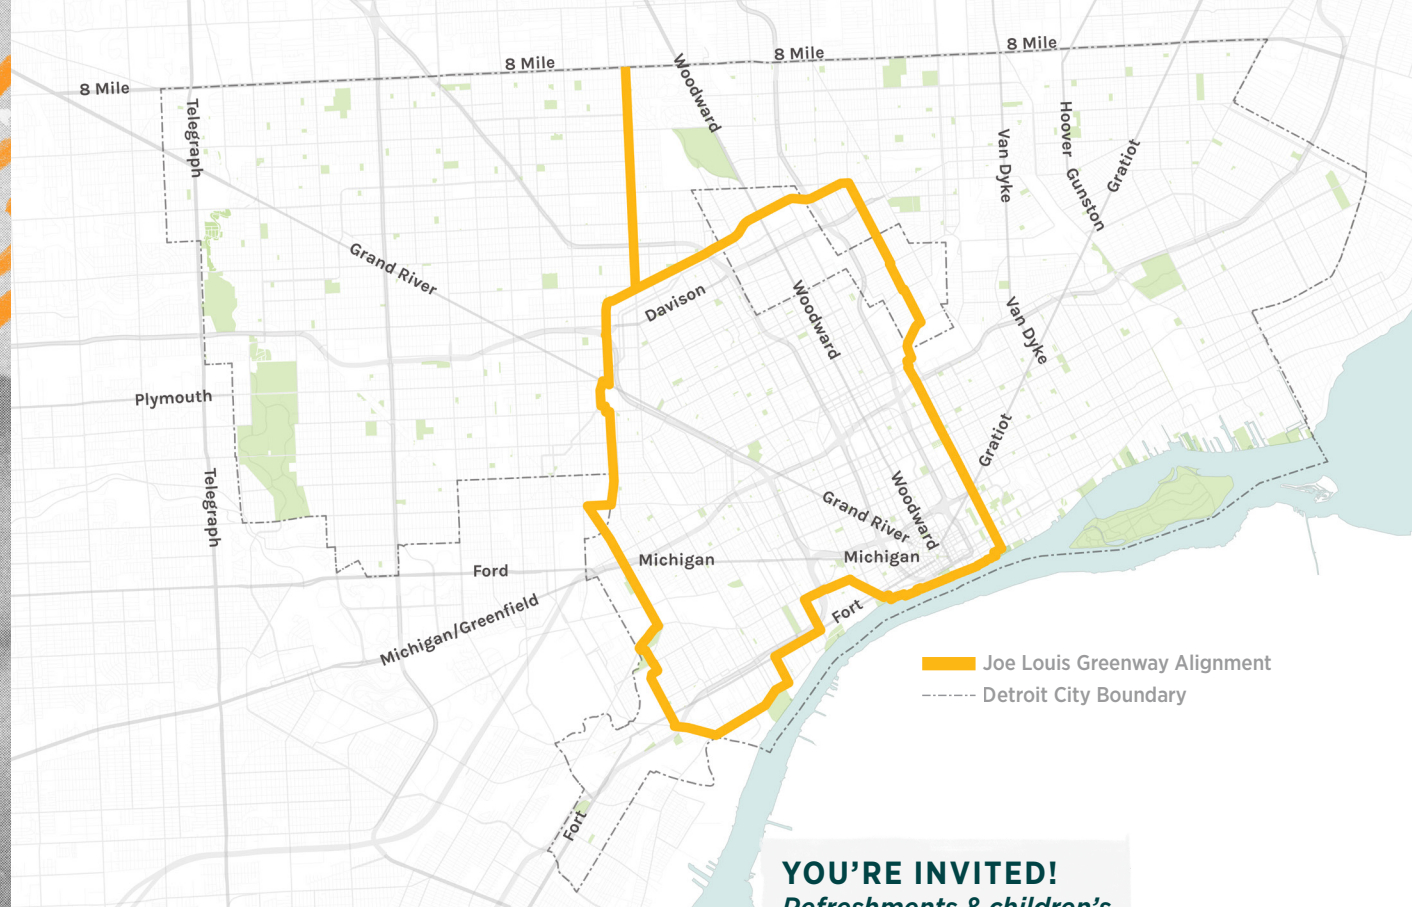 8 Mile
8 Mile
8 Mile
8 Mile
Woodward
Telegraph
Hoover
Van Dyke
Gratiot
Gunston
Grand River
Davison
Woodward
Van Dyke
Plymouth
Gratiot
Telegraph
Woodward
Grand River
Michigan
Michigan
Ford
Michigan/Greenfield
Fort
Fort
Joe Louis Greenway Alignment
Detroit City Boundary
YOU'RE INVITED!
Refreshments & children's